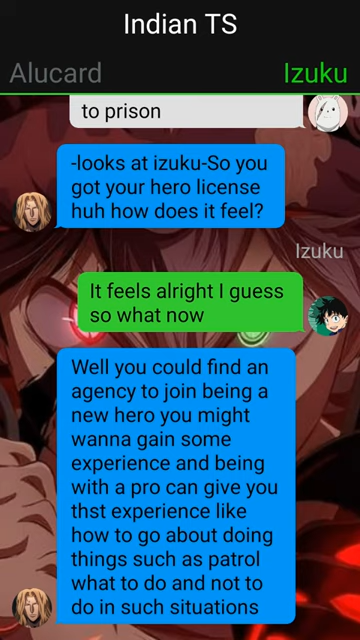 Indian TS
Alucard
Izuku
to prison
-looks at izuku-So you
got your hero license
huh how does it feel?
Izuku
It feels alright I guess
so what now
Well you could find an
agency to join being a
new hero you might
wanna gain some
experience and being
with a pro can give you
thst experience like
how to go about doing
things such as patrol
what to do and not to
do in such situations